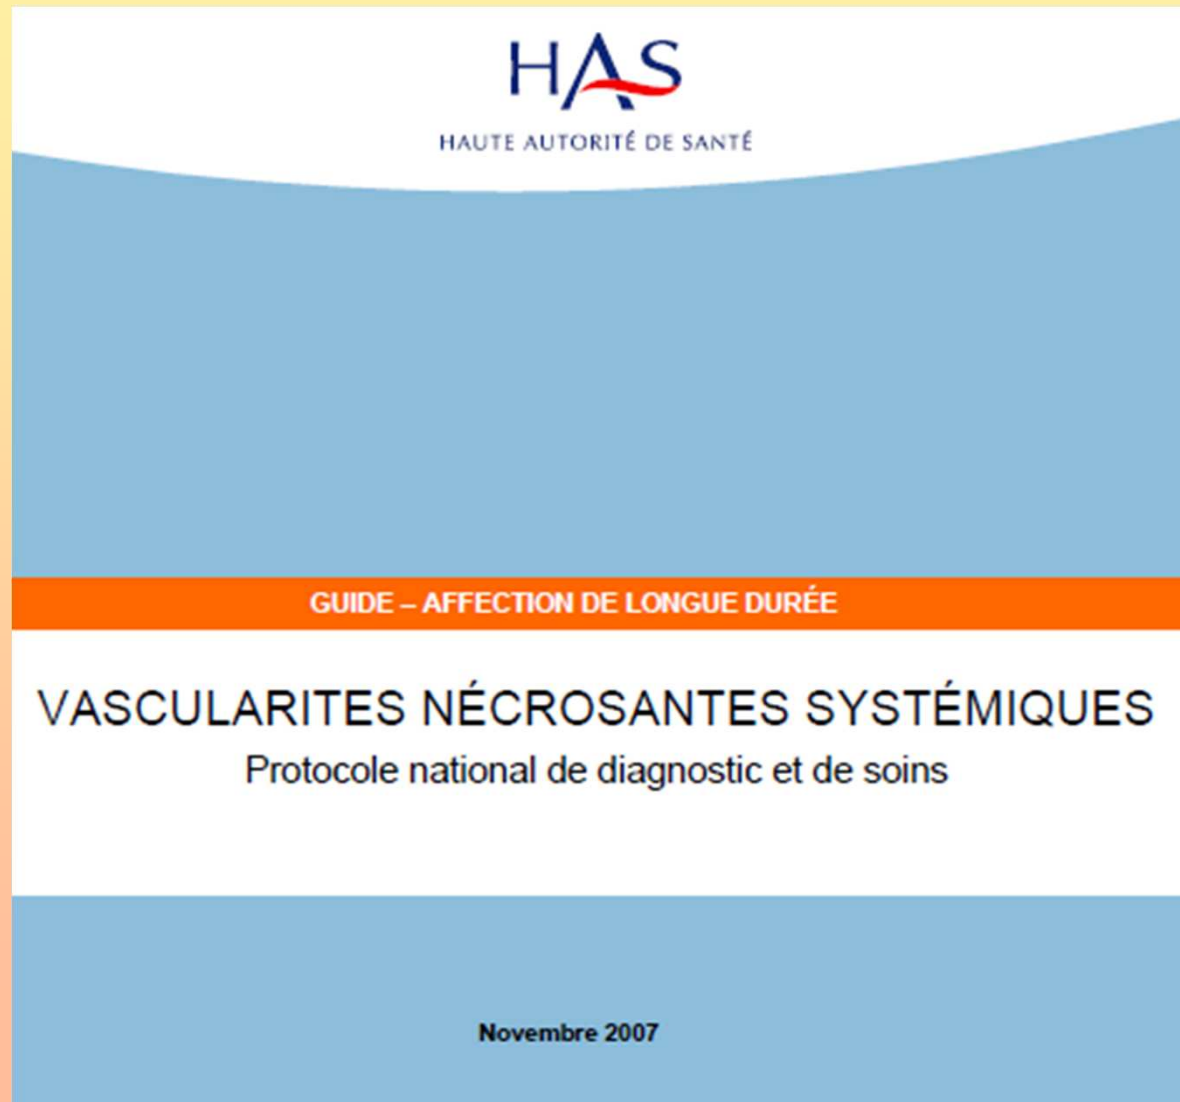 HAS
HAUTE AUTORITÉ DE SANTÉ
GUIDE – AFFECTION DE LONGUE DURÉE
VASCULARITES NÉCROSANTES SYSTÉMIQUES
Protocole national de diagnostic et de soins
Novembre 2007